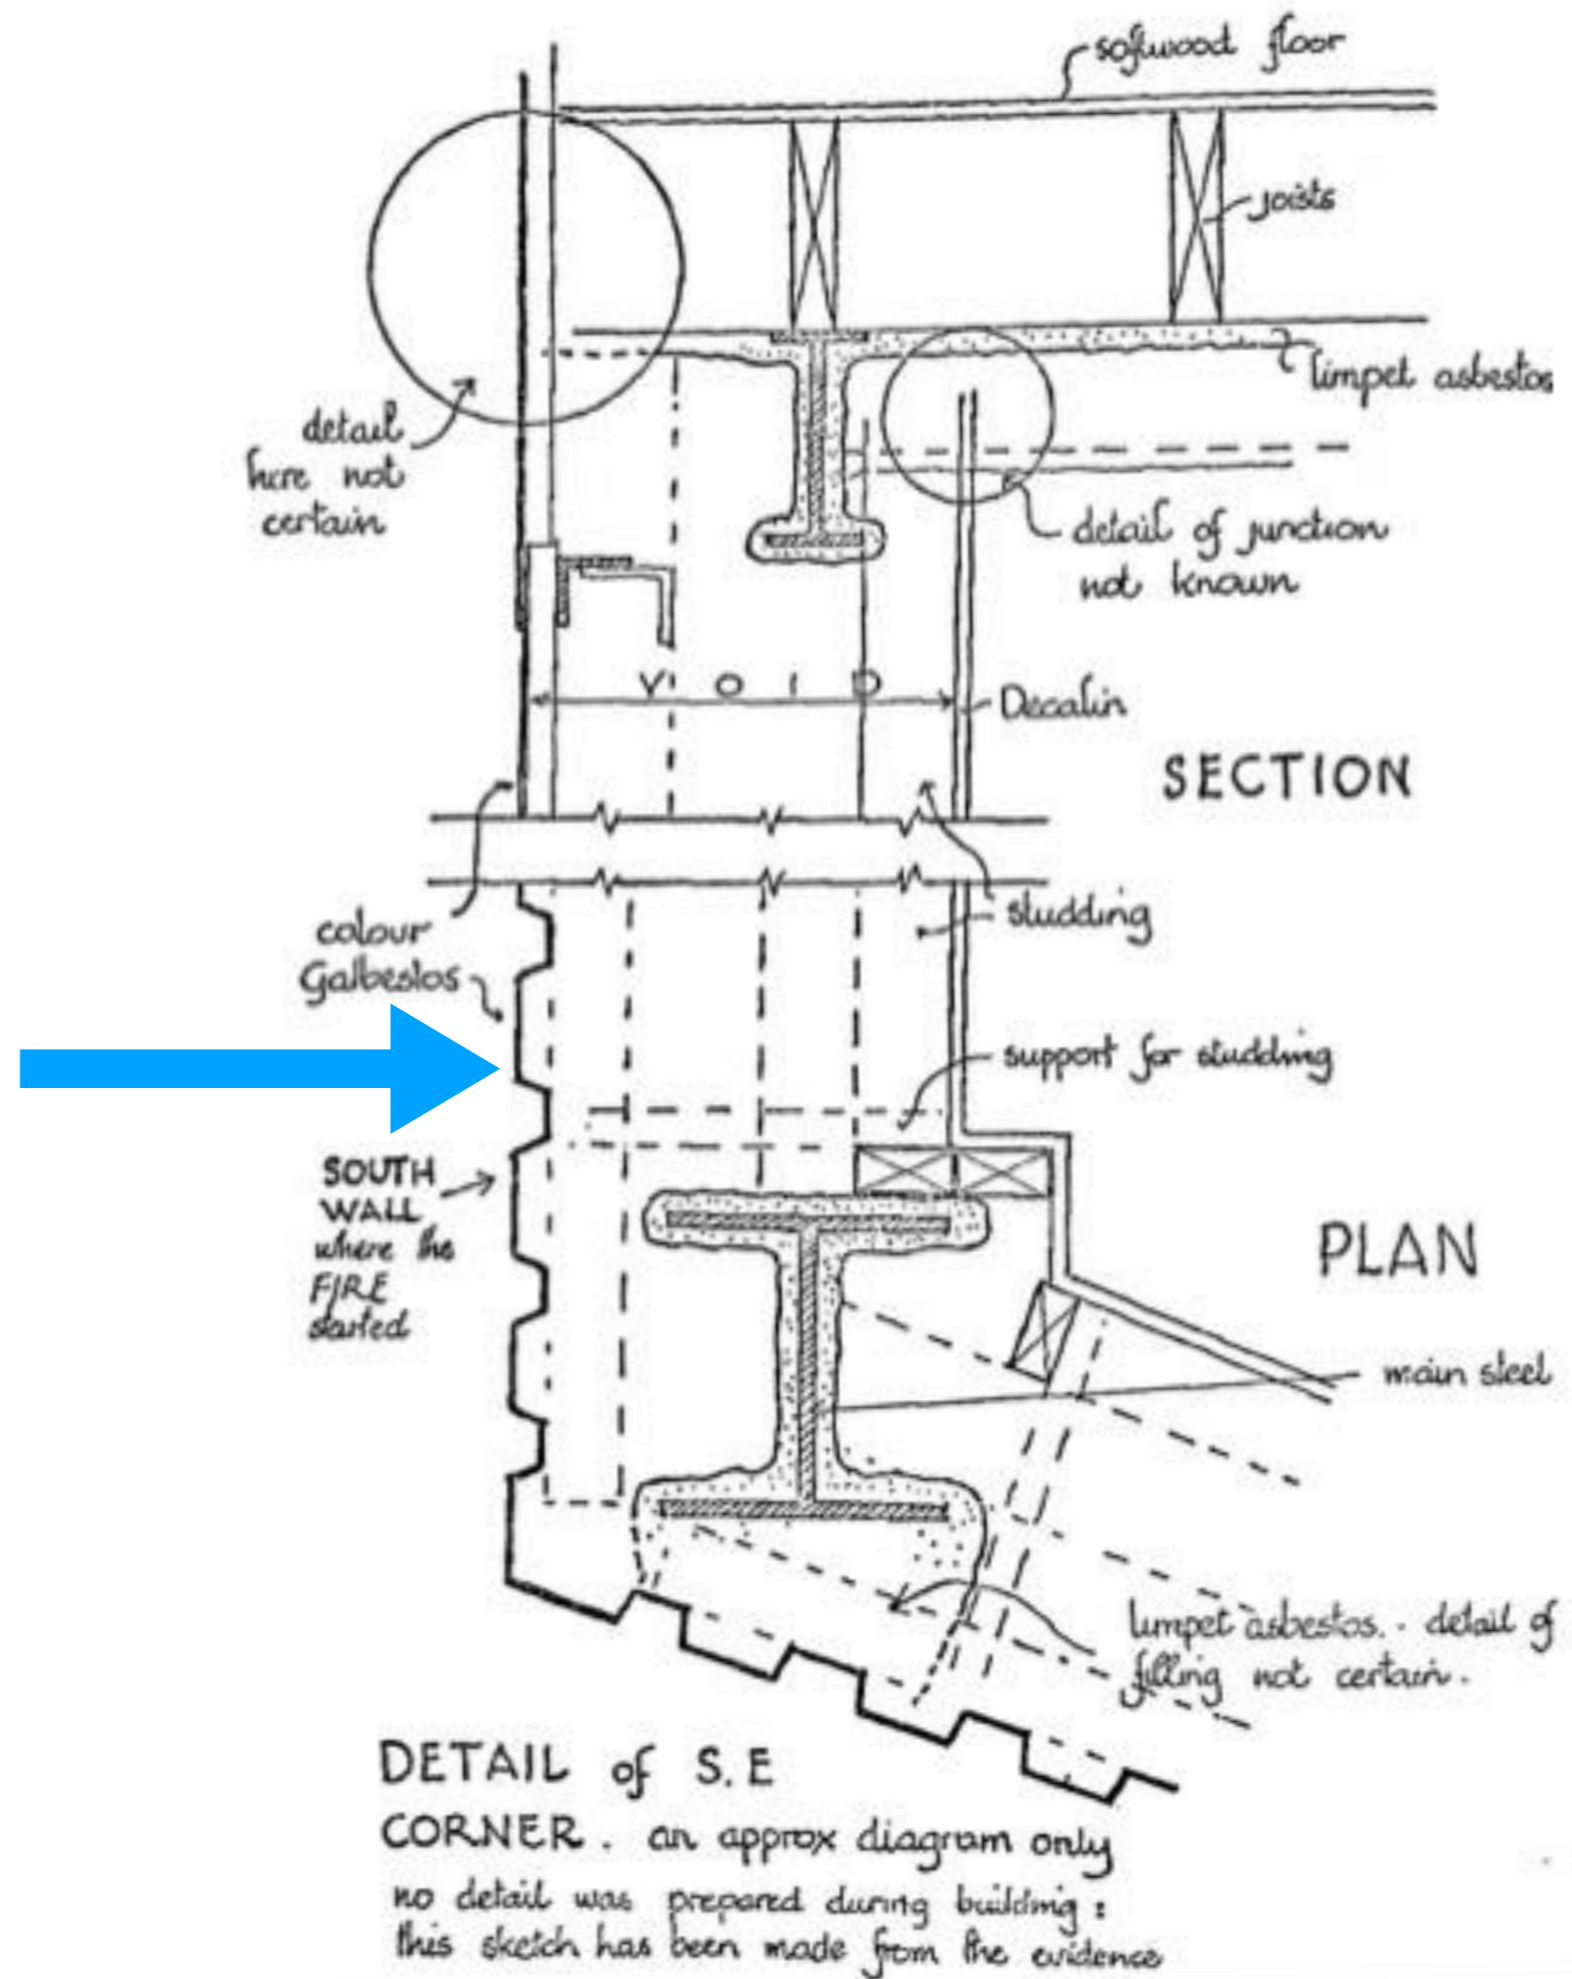 softwood floor
joists
limpet asbestos
detail
here not
certain
detail of junction
not known
VOID
Decalin
SECTION
colour
Galbestos
studding
support for studding
SOUTH
WALL
where the
FIRE
started
PLAN
main steel
limpet asbestos. . detail of
filling not certain.
DETAIL of S.E
CORNER. an approx diagram only
no detail was prepared during building :
this sketch has been made from the evidence